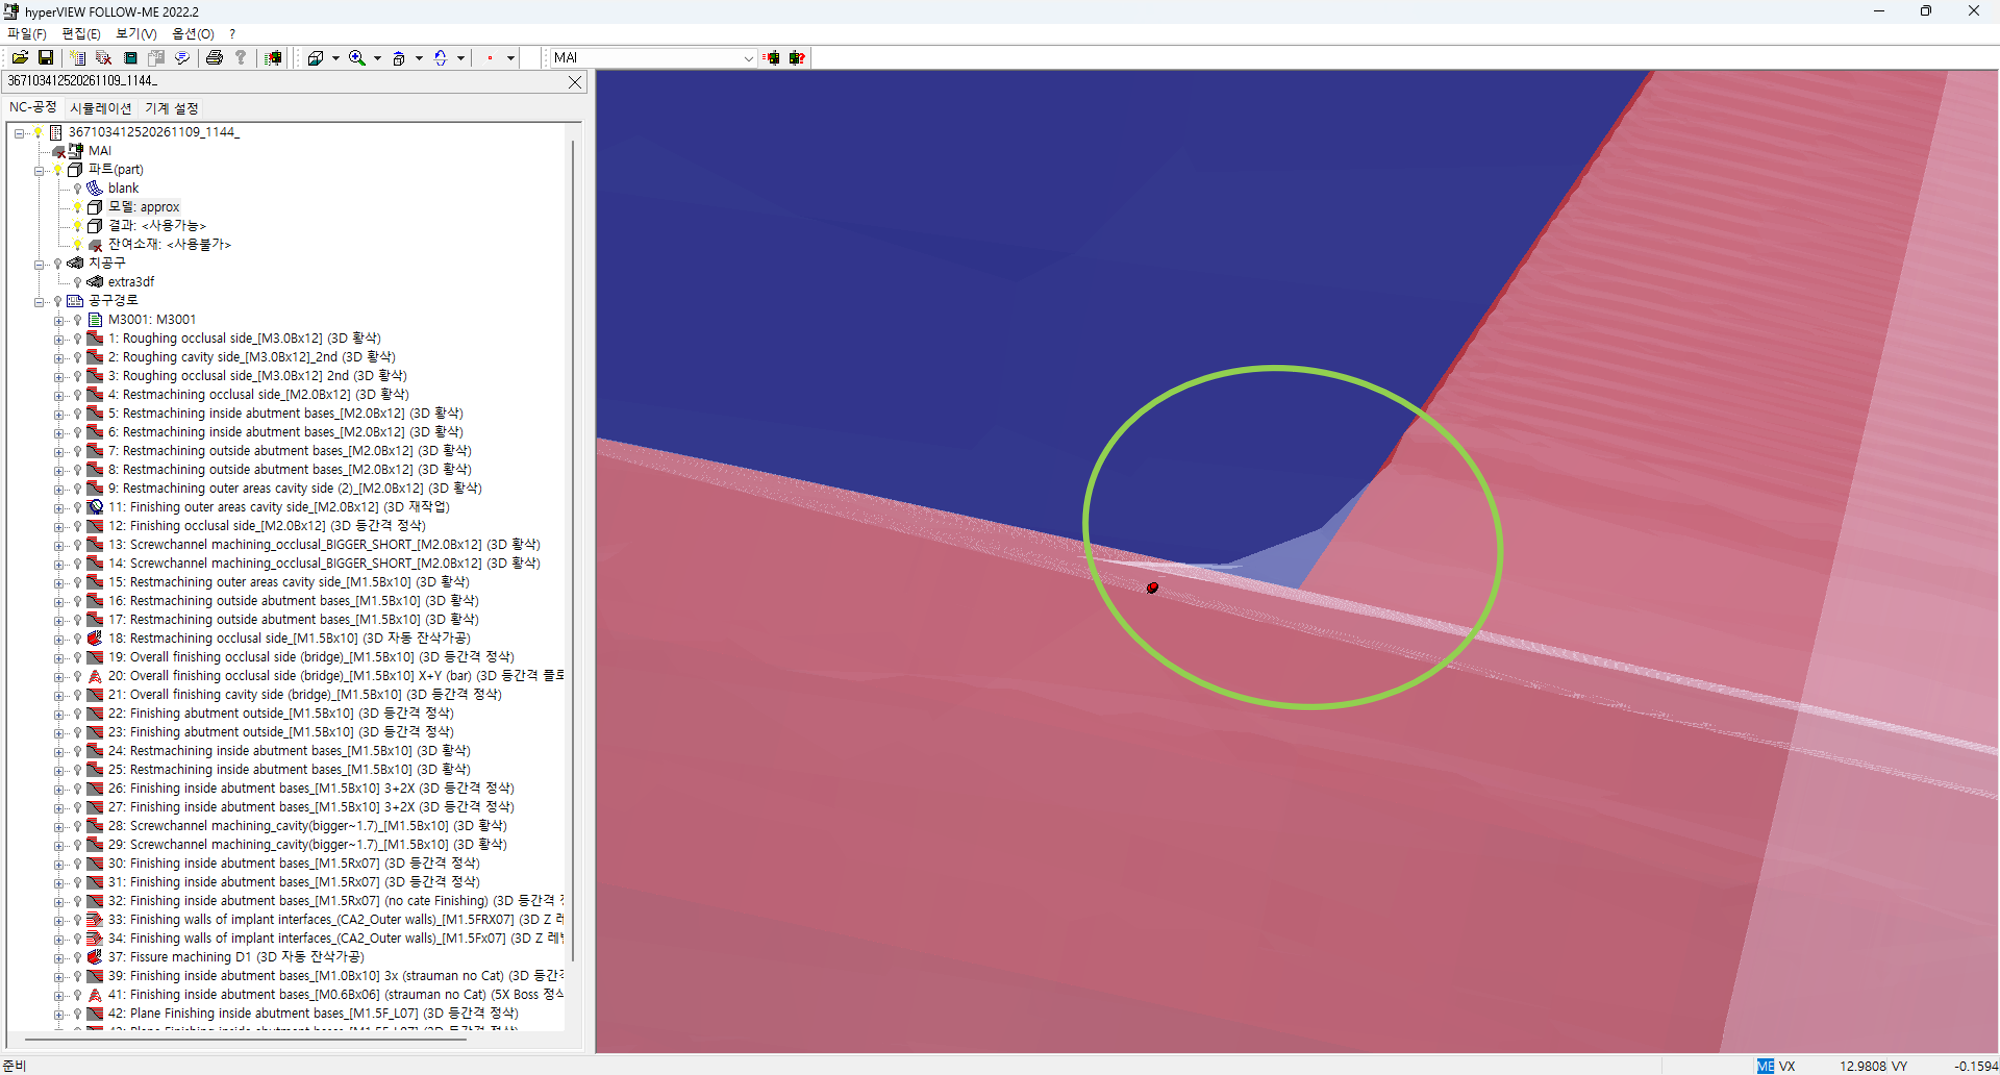 hyperVIEW FOLLOW-ME 2022.2
파일(F) 편집(E) 보기(V) 옵션(O) ?
MAI
367103412520261109_1144_
NC-공정 시뮬레이션 기계 설정
367103412520261109_1144_
MAI
파트(part)
blank
모델: approx
결과: <사용가능>
잔여소재: <사용불가>
치공구
extra3df
공구경로
M3001: M3001
1: Roughing occlusal side_[M3.0Bx12] (3D 황삭)
2: Roughing cavity side_[M3.0Bx12]_2nd (3D 황삭)
3: Roughing occlusal side_[M3.0Bx12] 2nd (3D 황삭)
4: Restmachining occlusal side_[M2.0Bx12] (3D 황삭)
5: Restmachining inside abutment bases_[M2.0Bx12] (3D 황삭)
6: Restmachining inside abutment bases_[M2.0Bx12] (3D 황삭)
7: Restmachining outside abutment bases_[M2.0Bx12] (3D 황삭)
8: Restmachining outside abutment bases_[M2.0Bx12] (3D 황삭)
9: Restmachining outer areas cavity side (2)_[M2.0Bx12] (3D 황삭)
11: Finishing outer areas cavity side_[M2.0Bx12] (3D 재작업)
12: Finishing occlusal side_[M2.0Bx12] (3D 등간격 정삭)
13: Screwchannel machining_occlusal_BIGGER_SHORT_[M2.0Bx12] (3D 황삭)
14: Screwchannel machining_occlusal_BIGGER_SHORT_[M2.0Bx12] (3D 황삭)
15: Restmachining outer areas cavity side_[M1.5Bx10] (3D 황삭)
16: Restmachining outside abutment bases_[M1.5Bx10] (3D 황삭)
17: Restmachining outside abutment bases_[M1.5Bx10] (3D 황삭)
18: Restmachining occlusal side_[M1.5Bx10] (3D 자동 잔삭가공)
19: Overall finishing occlusal side (bridge)_[M1.5Bx10] (3D 등간격 정삭)
20: Overall finishing occlusal side (bridge)_[M1.5Bx10] X+Y (bar) (3D 등간격 플로
21: Overall finishing cavity side (bridge)_[M1.5Bx10] (3D 등간격 정삭)
22: Finishing abutment outside_[M1.5Bx10] (3D 등간격 정삭)
23: Finishing abutment outside_[M1.5Bx10] (3D 등간격 정삭)
24: Restmachining inside abutment bases_[M1.5Bx10] (3D 황삭)
25: Restmachining inside abutment bases_[M1.5Bx10] (3D 황삭)
26: Finishing inside abutment bases_[M1.5Bx10] 3+2X (3D 등간격 정삭)
27: Finishing inside abutment bases_[M1.5Bx10] 3+2X (3D 등간격 정삭)
28: Screwchannel machining_cavity(bigger~1.7)_[M1.5Bx10] (3D 황삭)
29: Screwchannel machining_cavity(bigger~1.7)_[M1.5Bx10] (3D 황삭)
30: Finishing inside abutment bases_[M1.5Rx07] (3D 등간격 정삭)
31: Finishing inside abutment bases_[M1.5Rx07] (3D 등간격 정삭)
32: Finishing inside abutment bases_[M1.5Rx07] (no cate Finishing) (3D 등간격
33: Finishing walls of implant interfaces_(CA2_Outer walls)_[M1.5FRX07] (3D Z
34: Finishing walls of implant interfaces_(CA2_Outer walls)_[M1.5Fx07] (3D Z 레벨
37: Fissure machining D1 (3D 자동 잔삭가공)
39: Finishing inside abutment bases_[M1.0Bx10] 3x (strauman no Cat) (3D 등간격
41: Finishing inside abutment bases_[M0.6Bx06] (strauman no Cat) (5X Boss 정삭
42: Plane Finishing inside abutment bases_[M1.5F_L07] (3D 등간격 정삭)
준비 ME VX 12.9808 VY -0.1594